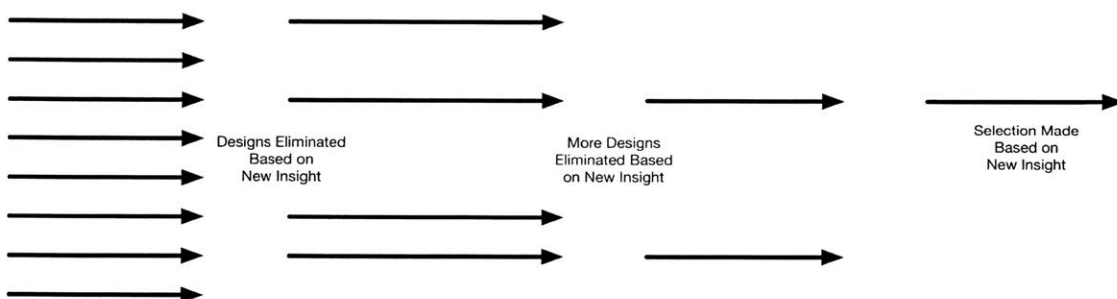 Designs Eliminated
Based on
New Insight
More Designs
Eliminated Based
on New Insight
Selection Made
Based on
New Insight